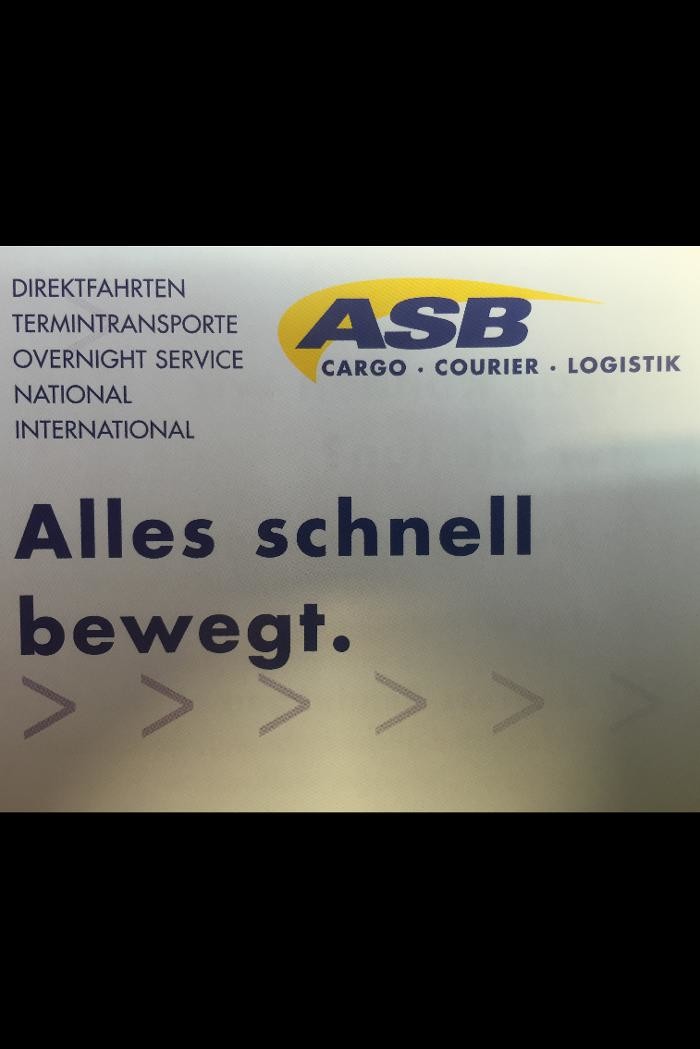 DIREKTFAHRTEN
TERMINTRANSPORTE
OVERNIGHT SERVICE
NATIONAL
INTERNATIONAL
ASB
CARGO · COURIER · LOGISTIK
Alles schnell
bewegt.
> > > > > >